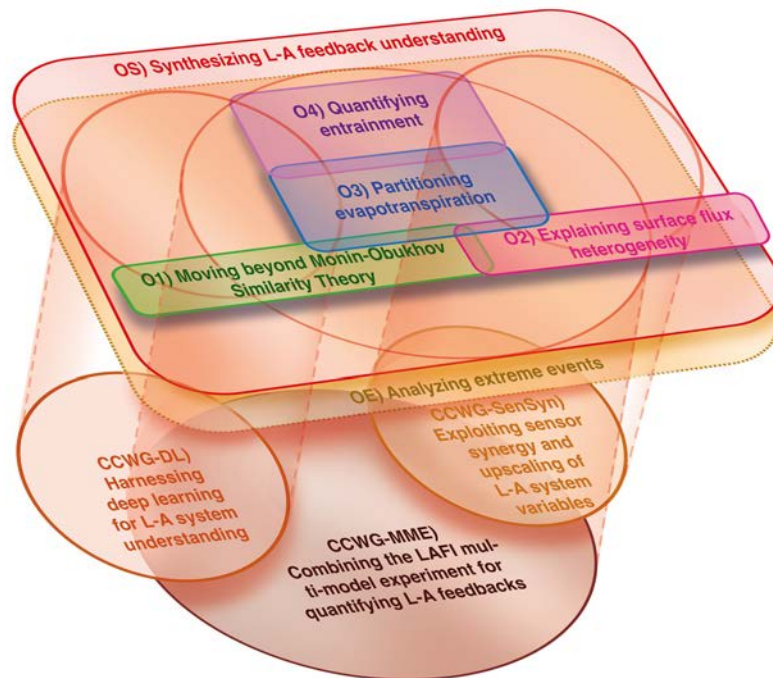 OS) Synthesizing L-A feedback understanding
O4) Quantifying
entrainment
O3) Partitioning
evapotranspiration
O2) Explaining surface flux
heterogeneity
O1) Moving beyond Monin-Obukhov
Similarity Theory
OE) Analyzing extreme events
CCWG-SenSyn)
Exploiting sensor
synergy and
upscaling of
L-A system
variables
CCWG-DL)
Harnessing
deep learning
for L-A system
understanding
CCWG-MME)
Combining the LAFI mul-
ti-model experiment for
quantifying L-A feedbacks